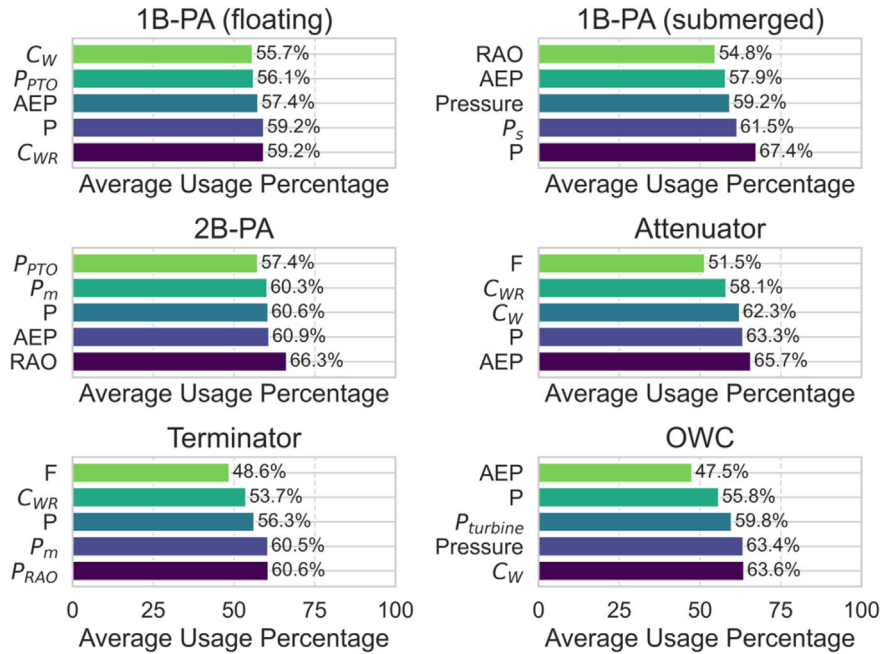 1B-PA (floating)
C_W 55.7%
P_PTO 56.1%
AEP 57.4%
P 59.2%
C_WR 59.2%
Average Usage Percentage
1B-PA (submerged)
RAO 54.8%
AEP 57.9%
Pressure 59.2%
P_s 61.5%
P 67.4%
Average Usage Percentage
2B-PA
P_PTO 57.4%
P_m 60.3%
P 60.6%
AEP 60.9%
RAO 66.3%
Average Usage Percentage
Attenuator
F 51.5%
C_WR 58.1%
C_W 62.3%
P 63.3%
AEP 65.7%
Average Usage Percentage
Terminator
F 48.6%
C_WR 53.7%
P 56.3%
P_m 60.5%
P_RAO 60.6%
0 25 50 75 100
Average Usage Percentage
OWC
AEP 47.5%
P 55.8%
P_turbine 59.8%
Pressure 63.4%
C_W 63.6%
0 25 50 75 100
Average Usage Percentage